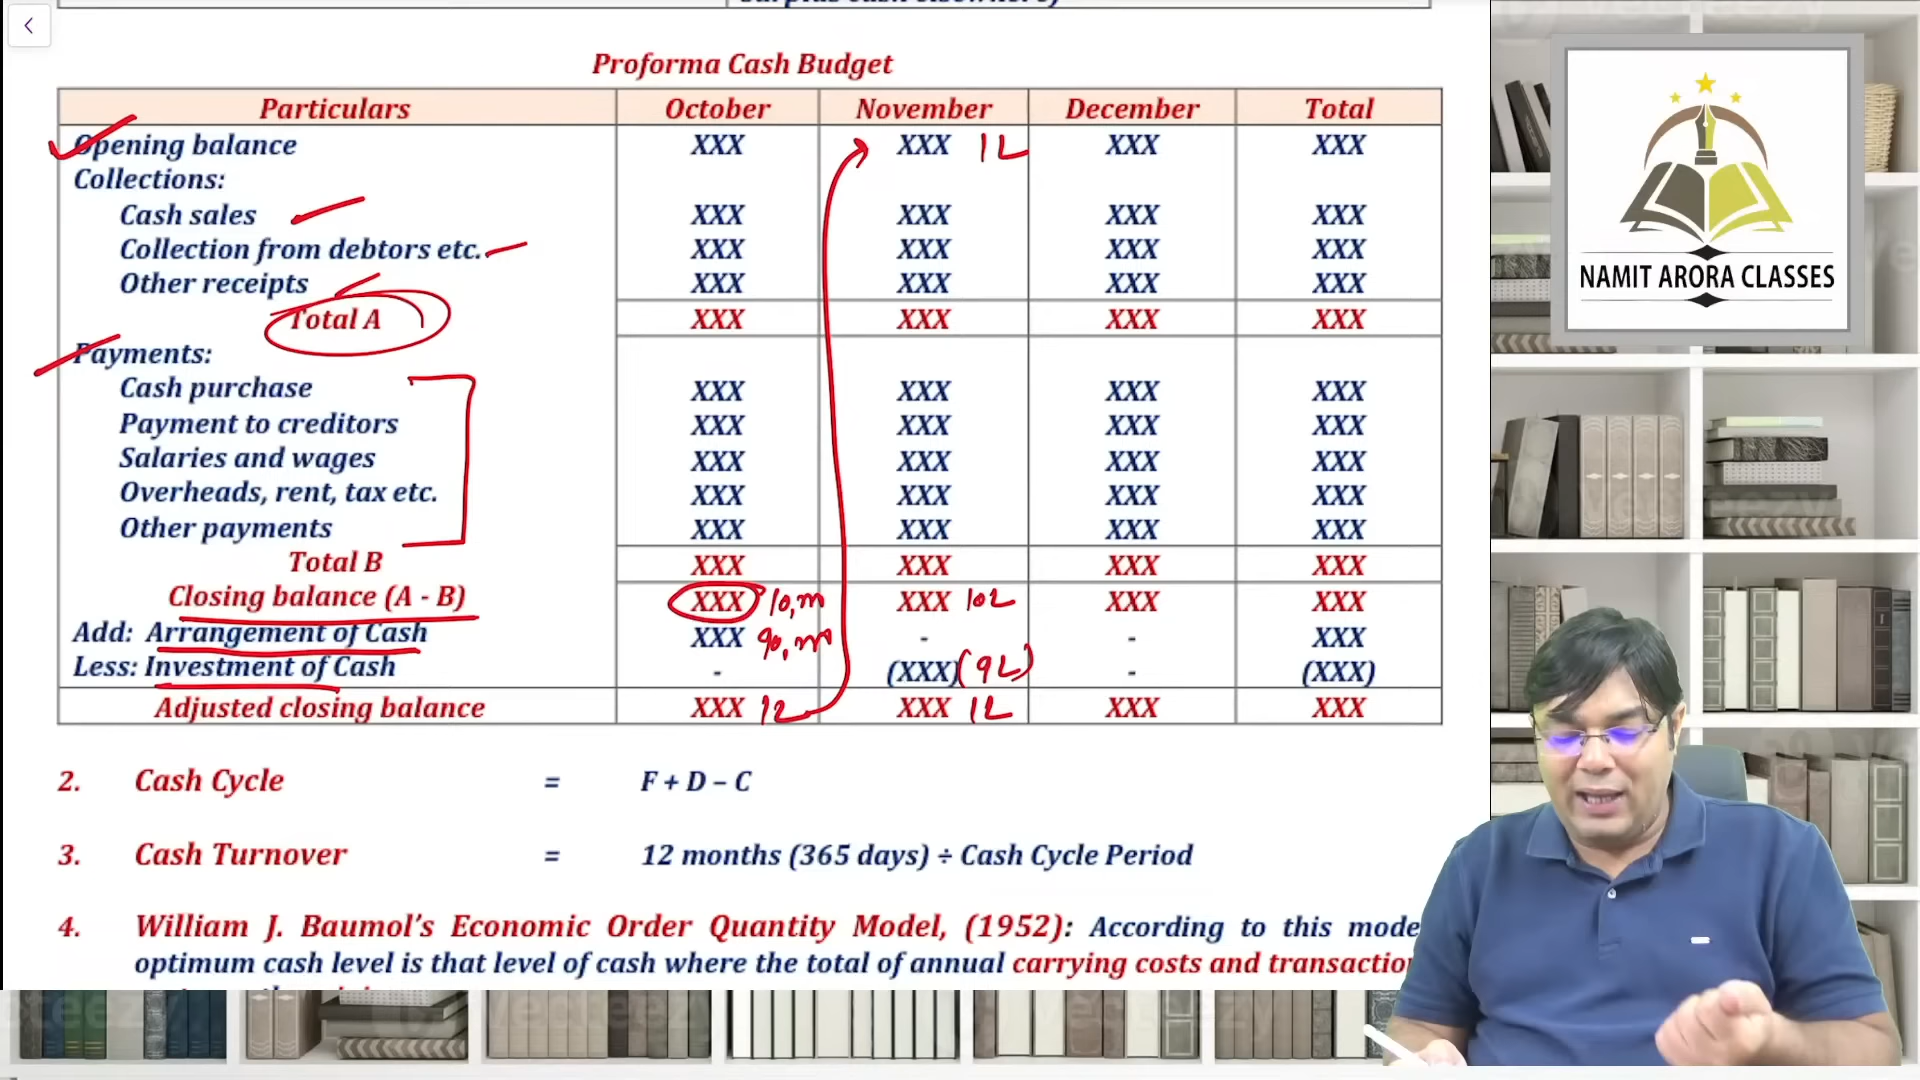 Proforma Cash Budget
Particulars October November December Total
Opening balance XXX XXX 1L XXX XXX
Collections:
Cash sales XXX XXX XXX XXX
Collection from debtors etc. XXX XXX XXX XXX
Other receipts XXX XXX XXX XXX
Total A XXX XXX XXX XXX
Payments:
Cash purchase XXX XXX XXX XXX
Payment to creditors XXX XXX XXX XXX
Salaries and wages XXX XXX XXX XXX
Overheads, rent, tax etc. XXX XXX XXX XXX
Other payments XXX XXX XXX XXX
Total B XXX XXX XXX XXX
Closing balance (A - B) XXX XXX 10L XXX XXX
Add: Arrangement of Cash XXX - - XXX
Less: Investment of Cash - (XXX) (9L) - (XXX)
Adjusted closing balance XXX 1L XXX 1L XXX XXX
2. Cash Cycle = F + D – C
3. Cash Turnover = 12 months (365 days) ÷ Cash Cycle Period
4. William J. Baumol's Economic Order Quantity Model, (1952): According to this mode
optimum cash level is that level of cash where the total of annual carrying costs and transactio
NAMIT ARORA CLASSES